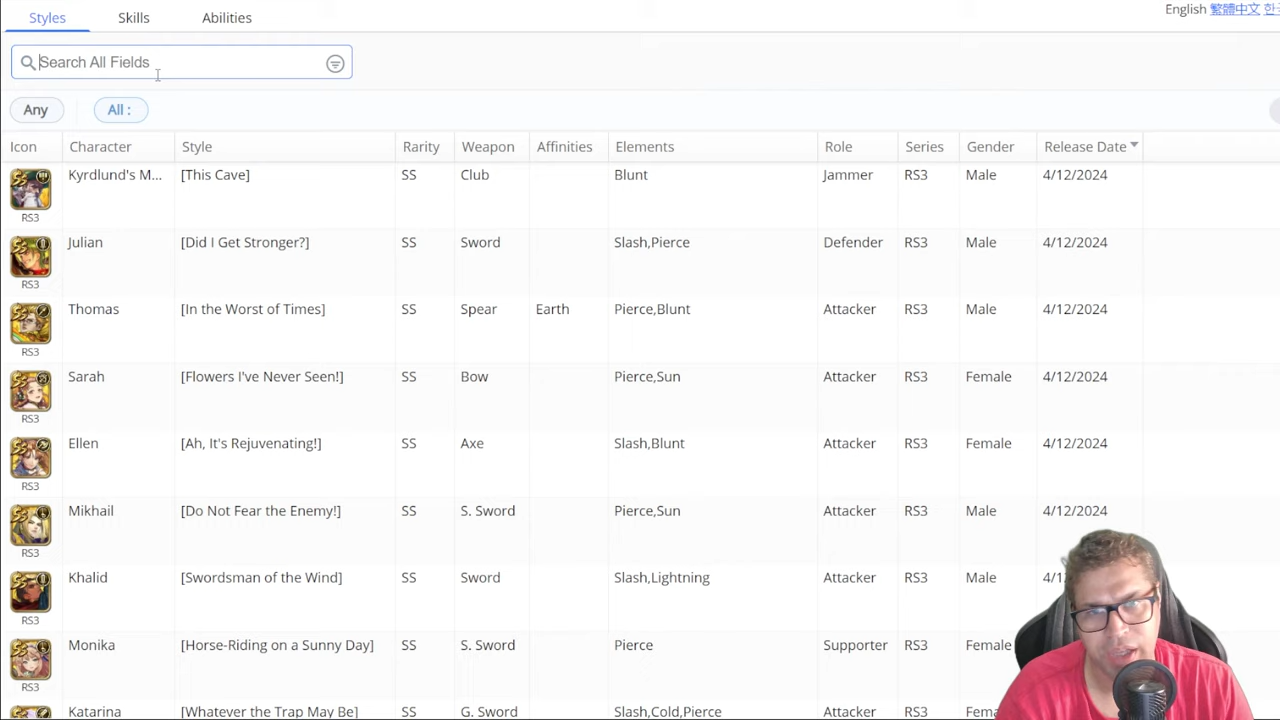 Styles Skills Abilities English 繁體中文
Search All Fields
Any All :
Icon Character Style Rarity Weapon Affinities Elements Role Series Gender Release Date
Kyrdlund's M... [This Cave] SS Club Blunt Jammer RS3 Male 4/12/2024
RS3
Julian [Did I Get Stronger?] SS Sword Slash,Pierce Defender RS3 Male 4/12/2024
RS3
Thomas [In the Worst of Times] SS Spear Earth Pierce,Blunt Attacker RS3 Male 4/12/2024
RS3
Sarah [Flowers I've Never Seen!] SS Bow Pierce,Sun Attacker RS3 Female 4/12/2024
RS3
Ellen [Ah, It's Rejuvenating!] SS Axe Slash,Blunt Attacker RS3 Female 4/12/2024
RS3
Mikhail [Do Not Fear the Enemy!] SS S. Sword Pierce,Sun Attacker RS3 Male 4/12/2024
RS3
Khalid [Swordsman of the Wind] SS Sword Slash,Lightning Attacker RS3 Male
RS3
Monika [Horse-Riding on a Sunny Day] SS S. Sword Pierce Supporter RS3 Female
RS3
Katarina [Whatever the Trap May Be] SS G. Sword Slash,Cold,Pierce Attacker RS3 Female